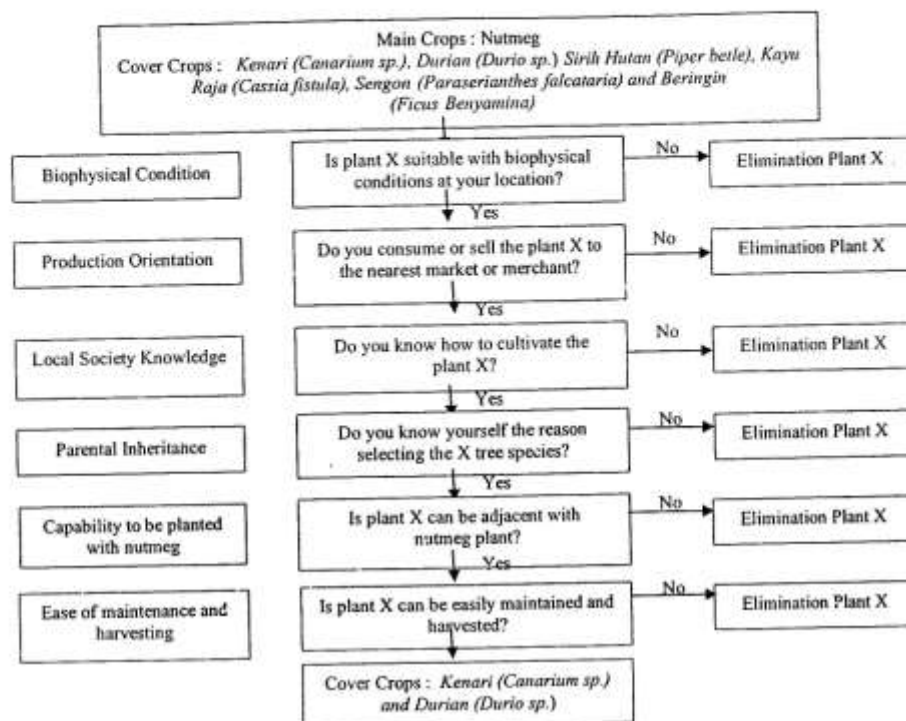 Main Crops : Nutmeg
Cover Crops : Kenari (Canarium sp.), Durian (Durio sp.) Sirih Hutan (Piper betle), Kayu
Raja (Cassia fistula), Sengon (Paraserianthes falcataria) and Beringin
(Ficus Benyamina)
Biophysical Condition
Is plant X suitable with biophysical
conditions at your location?
No
Elimination Plant X
Yes
Production Orientation
Do you consume or sell the plant X to
the nearest market or merchant?
No
Elimination Plant X
Yes
Local Society Knowledge
Do you know how to cultivate the
plant X?
No
Elimination Plant X
Yes
Parental Inheritance
Do you know yourself the reason
selecting the X tree species?
No
Elimination Plant X
Yes
Capability to be planted
with nutmeg
Is plant X can be adjacent with
nutmeg plant?
No
Elimination Plant X
Yes
Ease of maintenance and
harvesting
Is plant X can be easily maintained and
harvested?
No
Elimination Plant X
Cover Crops : Kenari (Canarium sp.)
and Durian (Durio sp.)